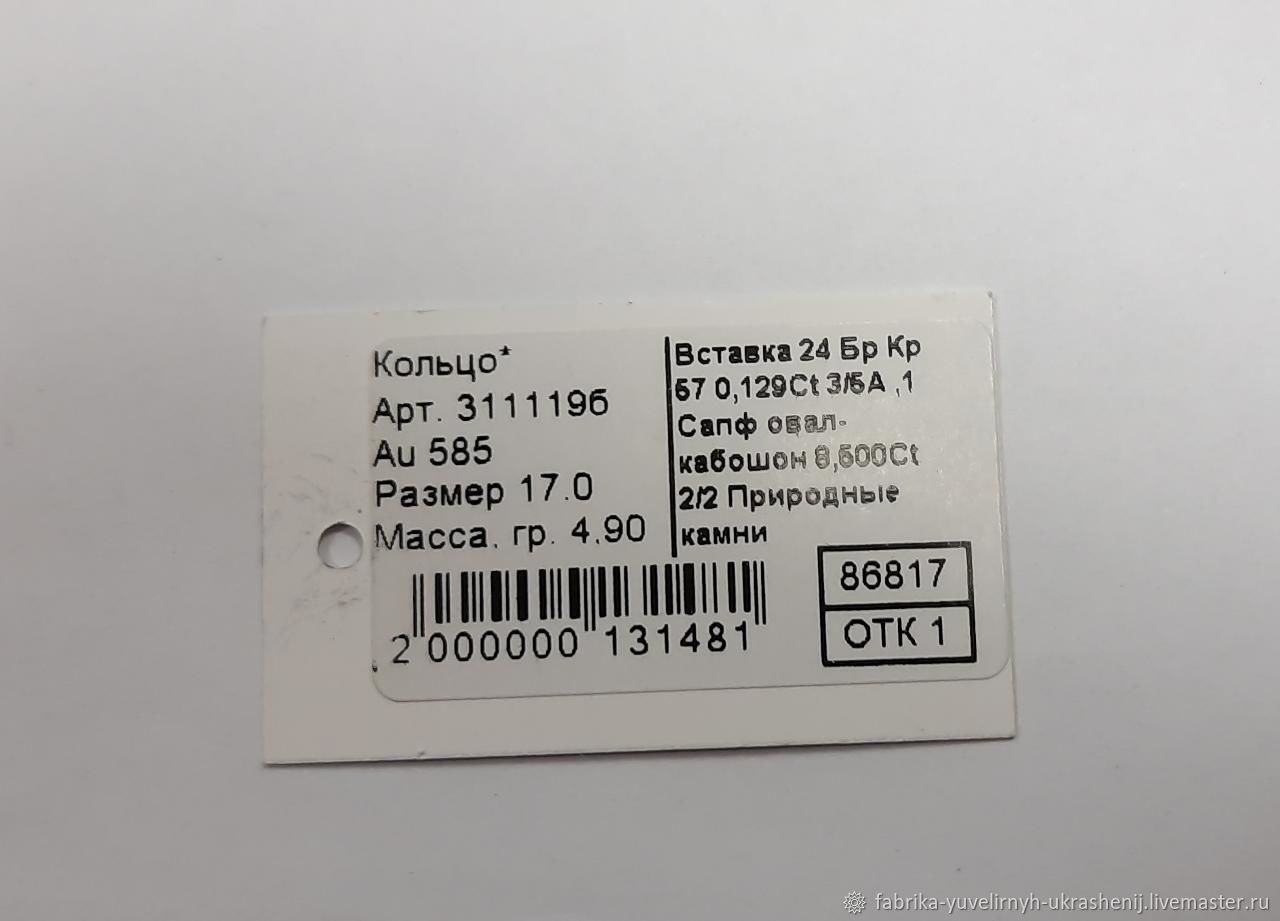 Кольцо*
Арт. 3111196
Au 585
Размер 17.0
Масса, гр. 4.90
Вставка 24 Бр Кр
57 0,129Ct 3/5А ,1
Сапф овал-
кабошон 8,500Ct
2/2 Природные
камни
2 000000 131481
86817
ОТК 1
fabrika-yuvelirnyh-ukrashenij.livemaster.ru